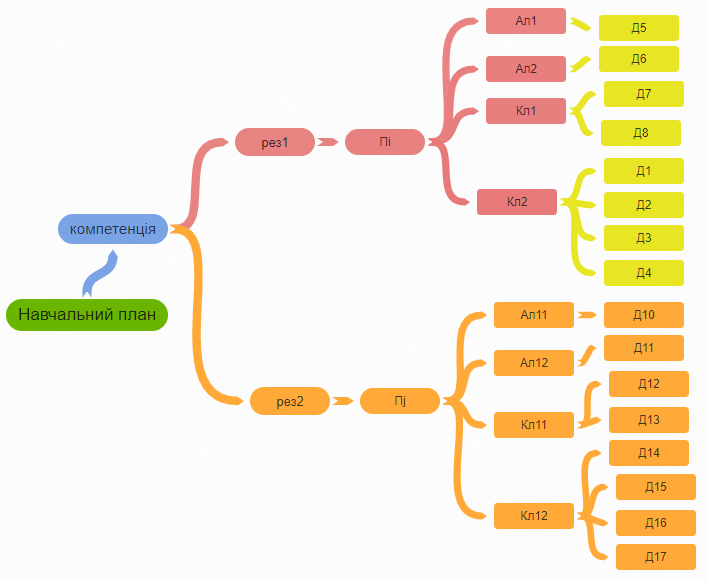 Ал1
Д5
Ал2
Д6
Кл1
Д7
Д8
рез1
Пі
Кл2
Д1
Д2
Д3
Д4
компетенція
Навчальний план
Ал11
Д10
Ал12
Д11
рез2
Пj
Кл11
Д12
Д13
Кл12
Д14
Д15
Д16
Д17